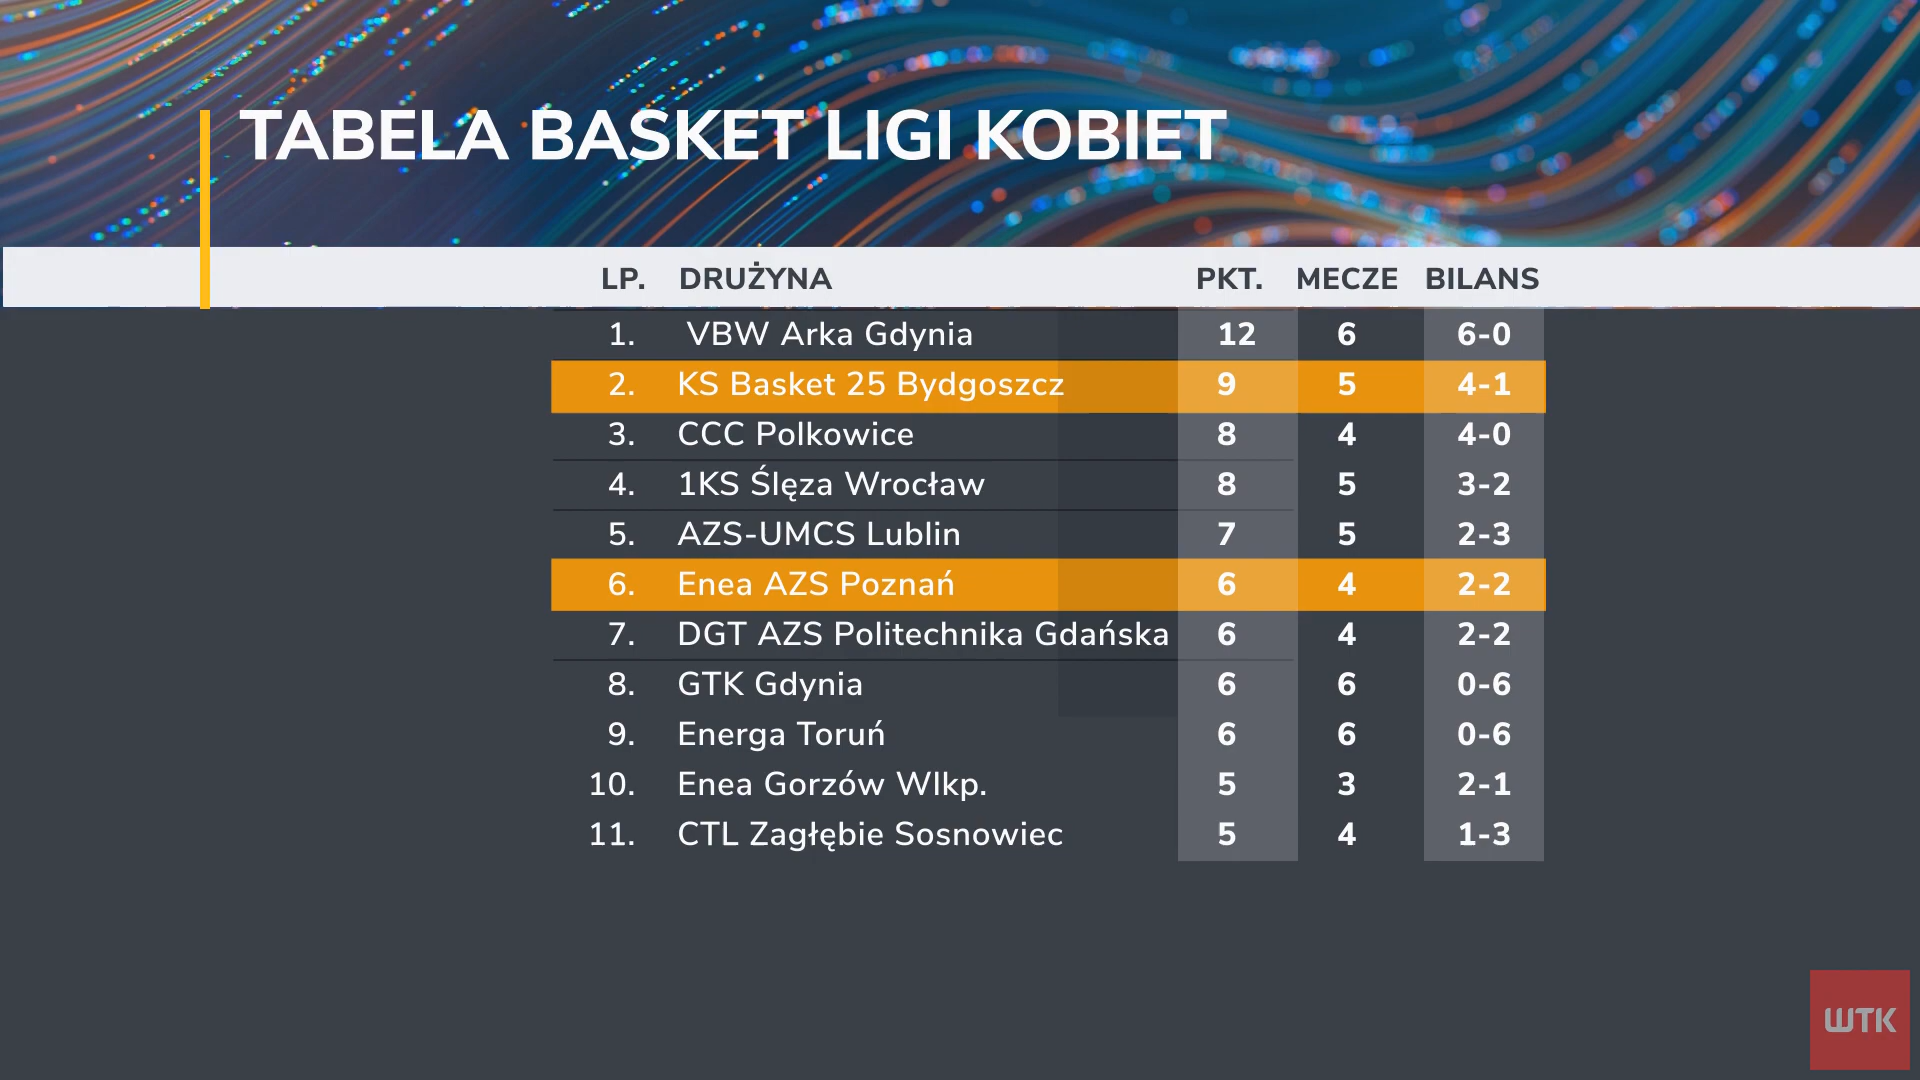 TABELA BASKET LIGI KOBIET
LP. DRUŻYNA PKT. MECZE BILANS
1. VBW Arka Gdynia 12 6 6-0
2. KS Basket 25 Bydgoszcz 9 5 4-1
3. CCC Polkowice 8 4 4-0
4. 1KS Ślęza Wrocław 8 5 3-2
5. AZS-UMCS Lublin 7 5 2-3
6. Enea AZS Poznań 6 4 2-2
7. DGT AZS Politechnika Gdańska 6 4 2-2
8. GTK Gdynia 6 6 0-6
9. Energa Toruń 6 6 0-6
10. Enea Gorzów Wlkp. 5 3 2-1
11. CTL Zagłębie Sosnowiec 5 4 1-3
WTK